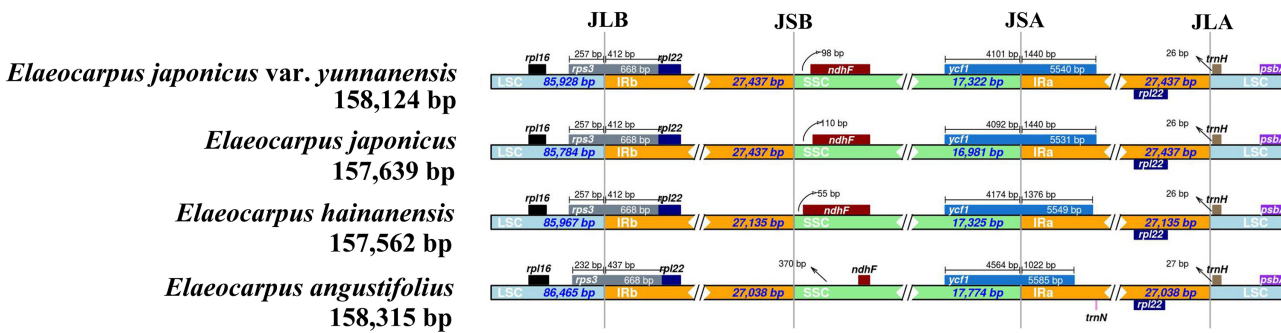 JLB JSB JSA JLA
257 bp 412 bp ~98 bp 4101 bp 1440 bp 26 bp
rpl16 rpl22 trnH
Elaeocarpus japonicus var. yunnanensis rps3 668 bp ndhF ycf1 5540 bp
LSC 85,928 bp IRb 27,437 bp SSC 17,322 bp IRa 27,437 bp LSC
158,124 bp rpl22
257 bp 412 bp 110 bp 4092 bp 1440 bp 26 bp
rpl16 rpl22 trnH
Elaeocarpus japonicus rps3 668 bp ndhF ycf1 5531 bp
LSC 85,784 bp IRb 27,437 bp SSC 16,981 bp IRa 27,437 bp LSC
157,639 bp rpl22
257 bp 412 bp 55 bp 4174 bp 1376 bp 26 bp
rpl16 rpl22 trnH
Elaeocarpus hainanensis rps3 668 bp ndhF ycf1 5549 bp
LSC 85,967 bp IRb 27,135 bp SSC 17,325 bp IRa 27,135 bp LSC
157,562 bp rpl22
232 bp 437 bp 370 bp 4564 bp 1022 bp 27 bp
rpl16 rpl22 ndhF trnH
Elaeocarpus angustifolius rps3 668 bp ycf1 5585 bp
LSC 86,465 bp IRb 27,038 bp SSC 17,774 bp IRa 27,038 bp LSC
158,315 bp trnN rpl22